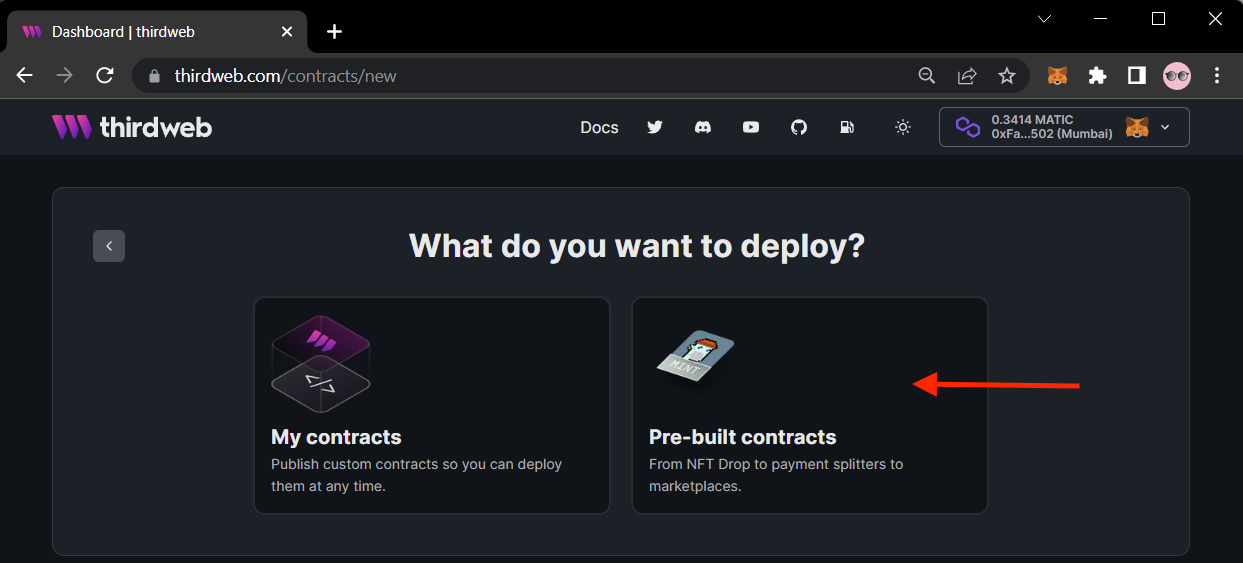 Dashboard | thirdweb
thirdweb.com/contracts/new
thirdweb
Docs
0.3414 MATIC
0xFa...502 (Mumbai)
What do you want to deploy?
MINT
My contracts
Publish custom contracts so you can deploy
them at any time.
Pre-built contracts
From NFT Drop to payment splitters to
marketplaces.